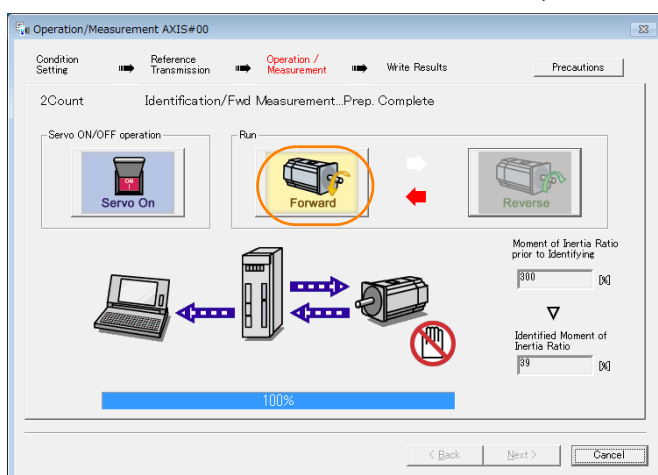 Operation/Measurement AXIS#00
Condition Setting
Reference Transmission
Operation / Measurement
Write Results
Precautions
2Count Identification/Fwd Measurement...Prep. Complete
Servo ON/OFF operation
Run
ON
Servo On
Forward
Reverse
Moment of Inertia Ratio
prior to Identifying
300 [%]
Identified Moment of
Inertia Ratio
39 [%]
100%
< Back
Next >
Cancel